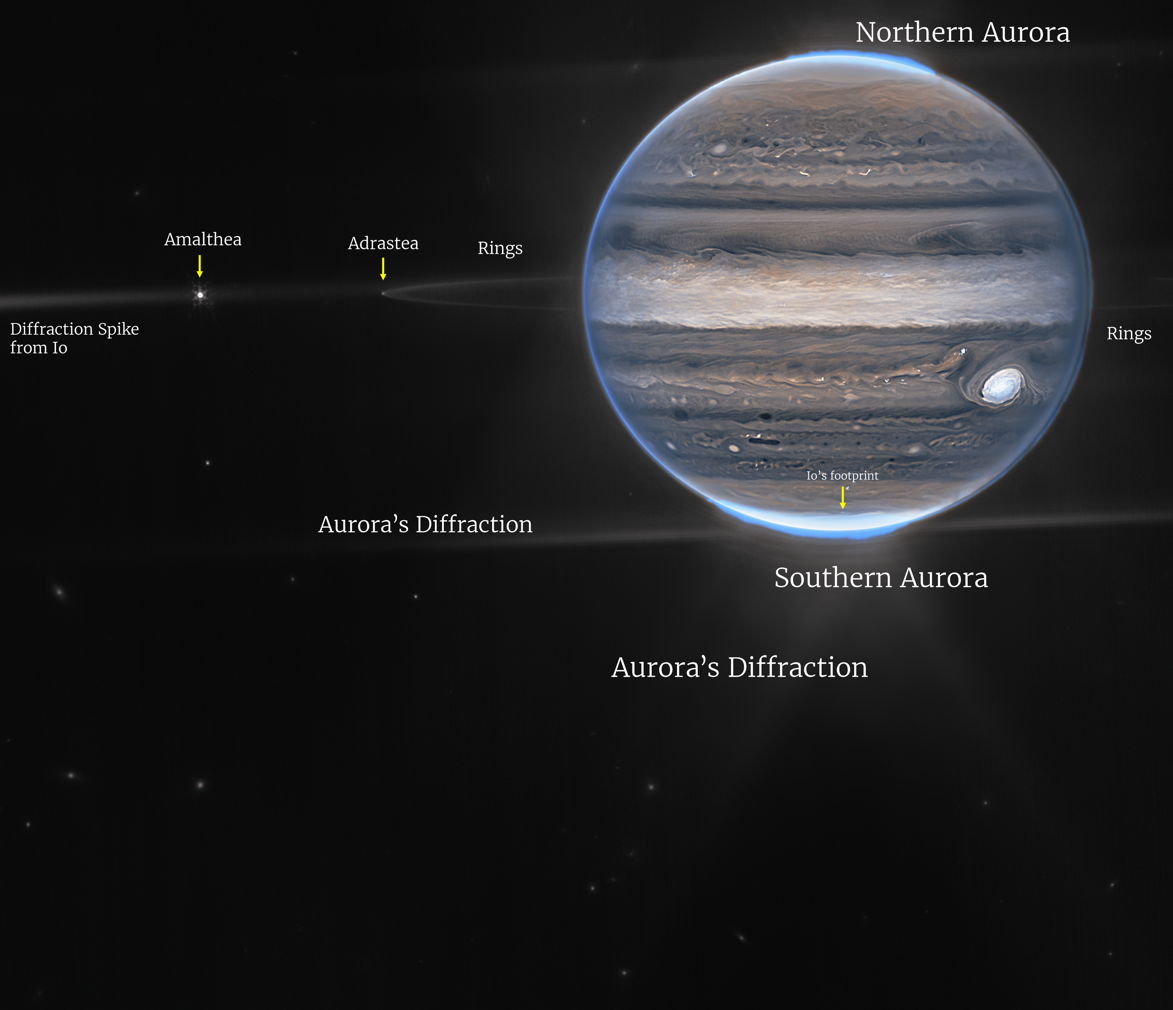 Northern Aurora
Amalthea
Adrastea
Rings
Diffraction Spike
from Io
Rings
Io’s footprint
Aurora’s Diffraction
Southern Aurora
Aurora’s Diffraction